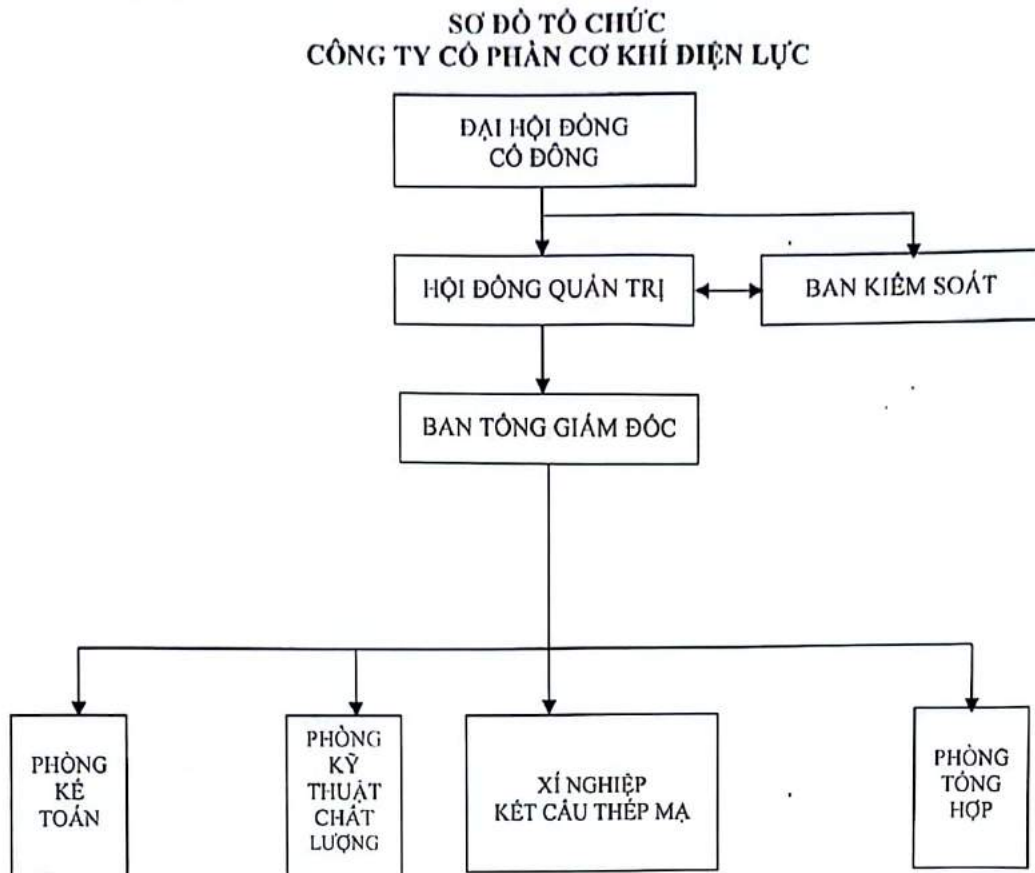 SƠ ĐỒ TỔ CHỨC
CÔNG TY CỔ PHẦN CƠ KHÍ ĐIỆN LỰC
ĐẠI HỘI ĐỒNG
CỔ ĐÔNG
HỘI ĐỒNG QUẢN TRỊ
BAN KIỂM SOÁT
BAN TỔNG GIÁM ĐỐC
PHÒNG
KẾ
TOÁN
PHÒNG
KỸ
THUẬT
CHẤT
LƯỢNG
XÍ NGHIỆP
KẾT CẤU THÉP MẠ
PHÒNG
TỔNG
HỢP